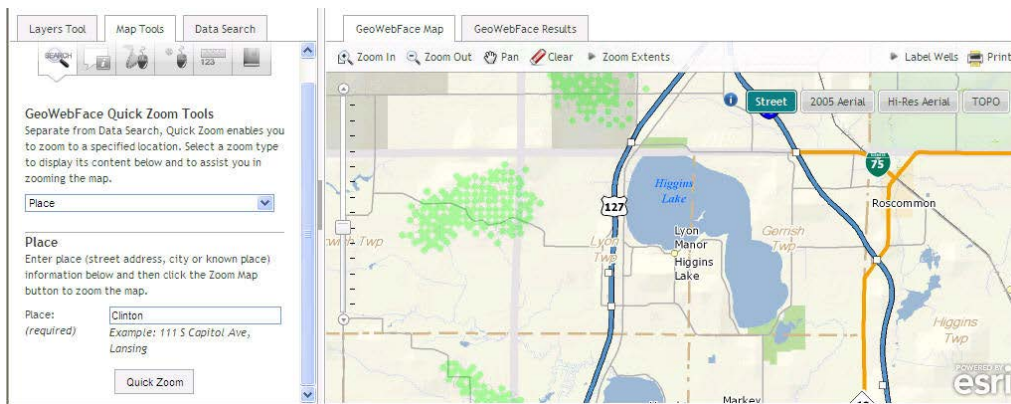 Layers Tool
Map Tools
Data Search
SEARCH
123
GeoWebFace Quick Zoom Tools
Separate from Data Search, Quick Zoom enables you
to zoom to a specified location. Select a zoom type
to display its content below and to assist you in
zooming the map.
Place
Place
Enter place (street address, city or known place)
information below and then click the Zoom Map
button to zoom the map.
Place:
(required)
Clinton
Example: 111 S Capitol Ave,
Lansing
Quick Zoom
GeoWebFace Map
GeoWebFace Results
Zoom In
Zoom Out
Pan
Clear
Zoom Extents
Label Wells
Print
Street
2005 Aerial
Hi-Res Aerial
TOPO
75
Higgins
Lake
127
Roscommon
Twp
Lyon
Twp
Lyon
Manor
Higgins
Lake
Gerrish
Twp
Higgins
Twp
Markey
POWERED BY
esri